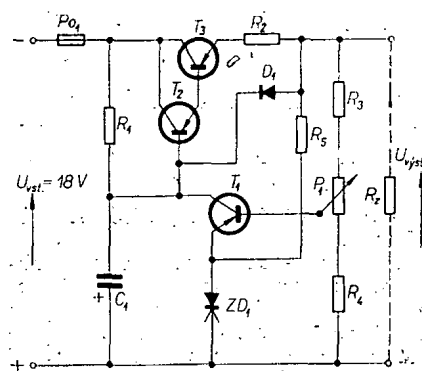 Po1
T3
R2
T2
D1
R1
R5
R3
Uvst. = 18 V
T1
P1
Uvýst
Rz
C1
ZD1
R4